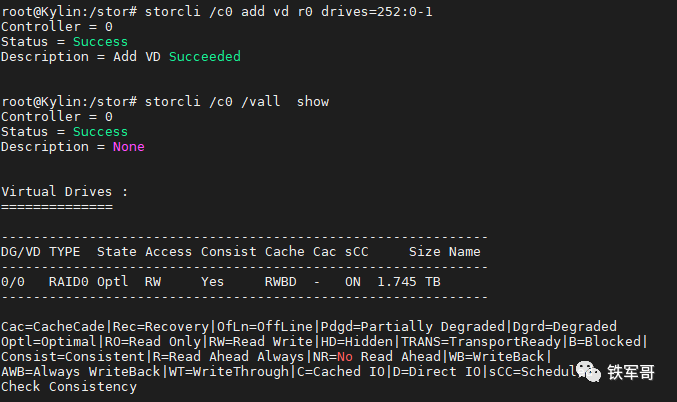 root@Kylin:/stor# storcli /c0 add vd r0 drives=252:0-1
Controller = 0
Status = Success
Description = Add VD Succeeded
root@Kylin:/stor# storcli /c0 /vall  show
Controller = 0
Status = Success
Description = None
Virtual Drives :
==============
---------------------------------------------------------------
DG/VD TYPE  State Access Consist Cache Cac sCC     Size Name
---------------------------------------------------------------
0/0   RAID0 Optl  RW     Yes     RWBD  -   ON  1.745 TB
---------------------------------------------------------------
Cac=CacheCade|Rec=Recovery|OfLn=OffLine|Pdgd=Partially Degraded|Dgrd=Degraded
Optl=Optimal|RO=Read Only|RW=Read Write|HD=Hidden|TRANS=TransportReady|B=Blocked|
Consist=Consistent|R=Read Ahead Always|NR=No Read Ahead|WB=WriteBack|
AWB=Always WriteBack|WT=WriteThrough|C=Cached IO|D=Direct IO|
Check Consistency
铁军哥